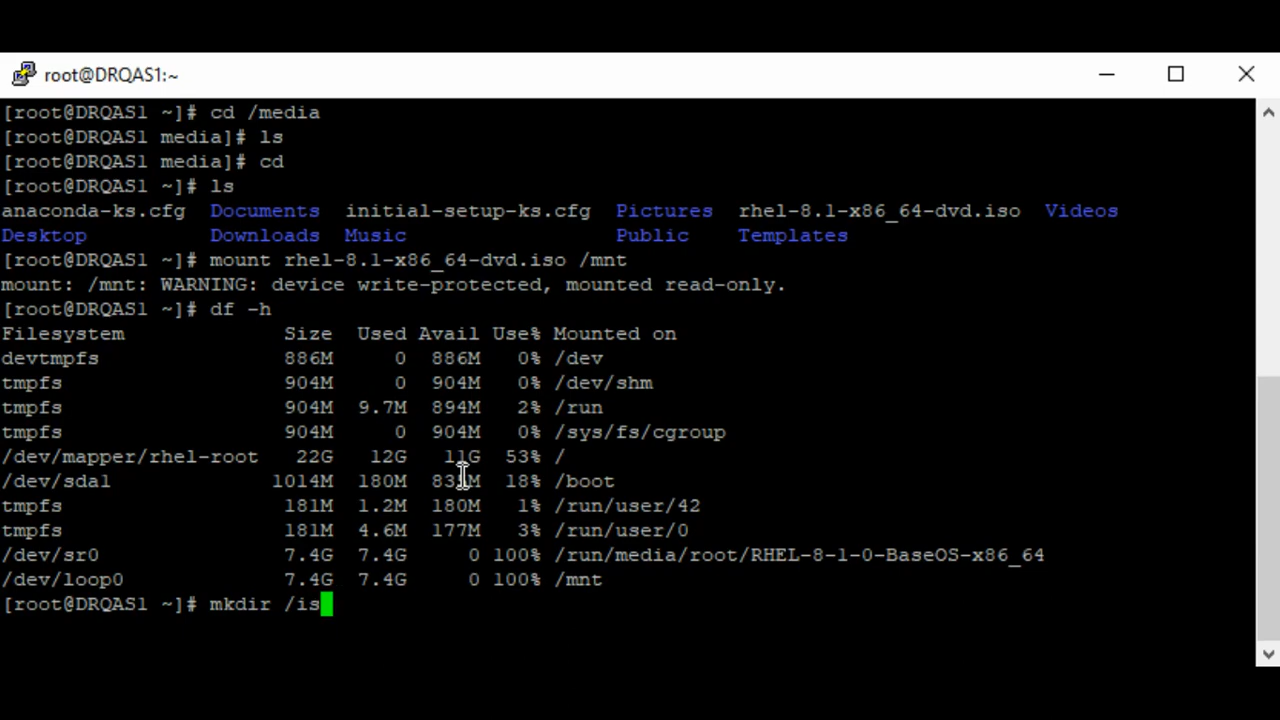 root@DRQAS1:~
[root@DRQAS1 ~]# cd /media
[root@DRQAS1 media]# ls
[root@DRQAS1 media]# cd
[root@DRQAS1 ~]# ls
anaconda-ks.cfg  Documents  initial-setup-ks.cfg  Pictures  rhel-8.1-x86_64-dvd.iso  Videos
Desktop          Downloads  Music                 Public    Templates
[root@DRQAS1 ~]# mount rhel-8.1-x86_64-dvd.iso /mnt
mount: /mnt: WARNING: device write-protected, mounted read-only.
[root@DRQAS1 ~]# df -h
Filesystem             Size  Used Avail Use% Mounted on
devtmpfs               886M     0  886M   0% /dev
tmpfs                  904M     0  904M   0% /dev/shm
tmpfs                  904M  9.7M  894M   2% /run
tmpfs                  904M     0  904M   0% /sys/fs/cgroup
/dev/mapper/rhel-root   22G   12G   11G  53% /
/dev/sda1             1014M  180M        18% /boot
tmpfs                  181M  1.2M  180M   1% /run/user/42
tmpfs                  181M  4.6M  177M   3% /run/user/0
/dev/sr0               7.4G  7.4G     0 100% /run/media/root/RHEL-8-1-0-BaseOS-x86_64
/dev/loop0             7.4G  7.4G     0 100% /mnt
[root@DRQAS1 ~]# mkdir /is